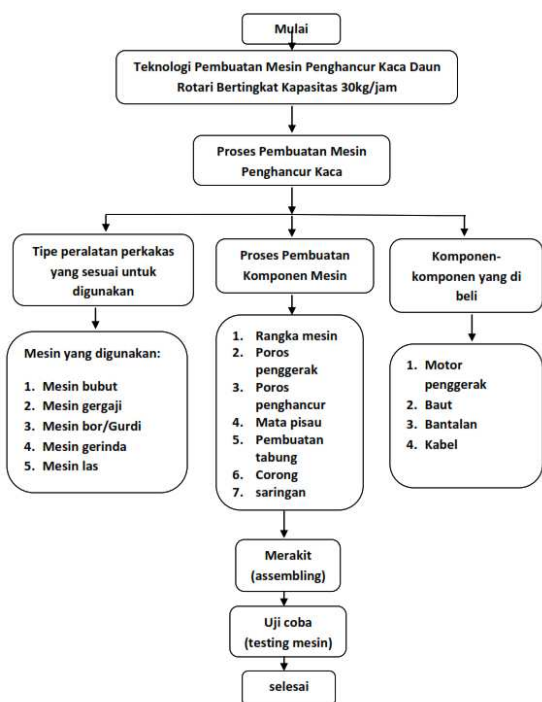 Mulai
Teknologi Pembuatan Mesin Penghancur Kaca Daun
Rotari Bertingkat Kapasitas 30kg/jam
Proses Pembuatan Mesin
Penghancur Kaca
Tipe peralatan perkakas
yang sesuai untuk
digunakan
Proses Pembuatan
Komponen Mesin
Komponen-
komponen yang di
beli
Mesin yang digunakan:
1. Mesin bubut
2. Mesin gergaji
3. Mesin bor/Gurdi
4. Mesin gerinda
5. Mesin las
1. Rangka mesin
2. Poros
penggerak
3. Poros
penghancur
4. Mata pisau
5. Pembuatan
tabung
6. Corong
7. saringan
1. Motor
penggerak
2. Baut
3. Bantalan
4. Kabel
Merakit
(assembling)
Uji coba
(testing mesin)
selesai